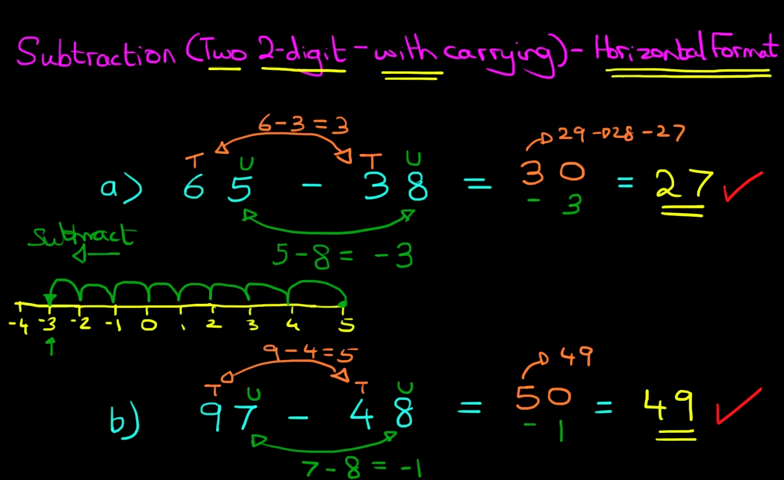 Subtraction (Two 2-digit - with carrying) - Horizontal Format
6-3=3
29→28-27
T U T U
a) 65 - 38 = 30 = 27 ✓
- 3
subtract
5-8 = -3
-4 -3 -2 -1 0 1 2 3 4 5
9-4=5
49
T U T U
b) 97 - 48 = 50 = 49 ✓
- 1
7-8=-1